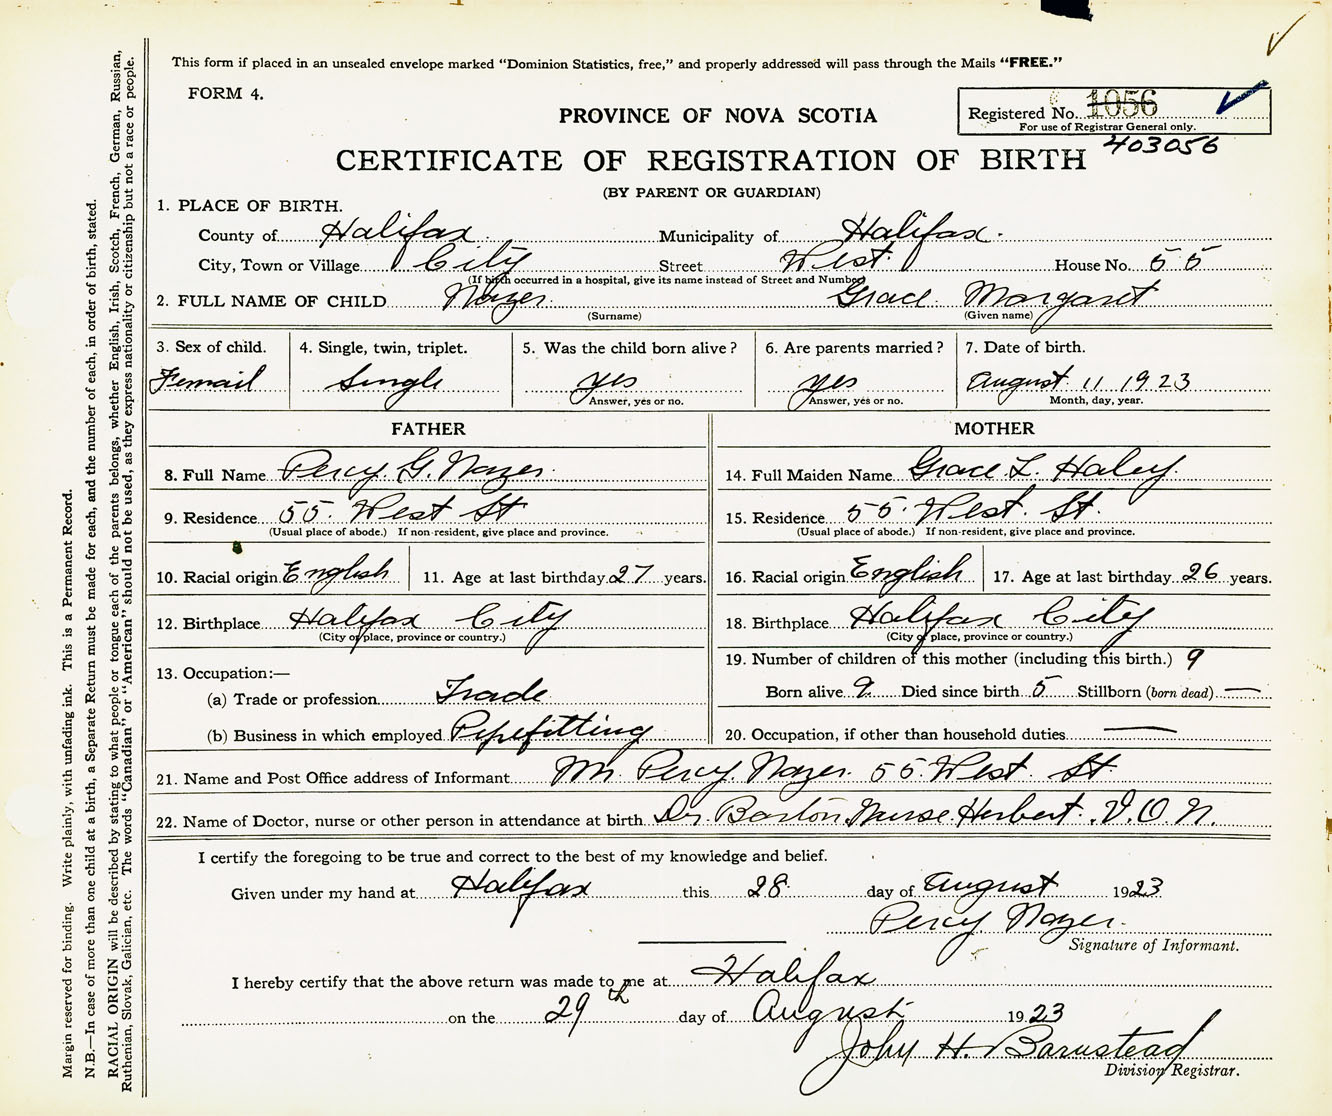 This form if placed in an unsealed envelope marked "Dominion Statistics, free," and properly addressed will pass through the Mails "FREE."
FORM 4.
PROVINCE OF NOVA SCOTIA
Registered No. 1056
For use of Registrar General only.
403056
CERTIFICATE OF REGISTRATION OF BIRTH
(BY PARENT OR GUARDIAN)
1. PLACE OF BIRTH.
County of Halifax Municipality of Halifax
City, Town or Village City Street West House No. 55
(If birth occurred in a hospital, give its name instead of Street and Number)
2. FULL NAME OF CHILD Nozer Grace Margaret
(Surname) (Given name)
3. Sex of child. 4. Single, twin, triplet. 5. Was the child born alive? 6. Are parents married? 7. Date of birth.
Femail Single yes yes August 11 1923
Answer, yes or no. Answer, yes or no. Month, day, year.
FATHER MOTHER
8. Full Name Percy G. Nozer 14. Full Maiden Name Grace L. Haley
9. Residence 55 West St 15. Residence 55 West St.
(Usual place of abode.) If non-resident, give place and province. (Usual place of abode.) If non-resident, give place and province.
10. Racial origin English 11. Age at last birthday 27 years. 16. Racial origin English 17. Age at last birthday 26 years.
12. Birthplace Halifax City 18. Birthplace Halifax City
(City or place, province or country.) (City or place, province or country.)
13. Occupation:— 19. Number of children of this mother (including this birth.) 9
(a) Trade or profession Trade Born alive 9 Died since birth 5 Stillborn (born dead) —
(b) Business in which employed Pipefitting 20. Occupation, if other than household duties —
21. Name and Post Office address of Informant Mr. Percy Nozer 55 West St.
22. Name of Doctor, nurse or other person in attendance at birth Dr. Barton, Nurse Herbert. V.O.N.
I certify the foregoing to be true and correct to the best of my knowledge and belief.
Given under my hand at Halifax this 28 day of August 1923
Percy Nozer
Signature of Informant.
I hereby certify that the above return was made to me at Halifax
on the 29th day of August 1923
John H. Barnstead
Division Registrar.
Margin reserved for binding. Write plainly, with unfading ink. This is a Permanent Record.
N.B.—In case of more than one child at a birth, a Separate Return must be made for each, and the number of each, in order of birth, stated.
RACIAL ORIGIN will be described by stating to what people or tongue each of the parents belongs, whether English, Irish, Scotch, French, German, Russian,
Ruthenian, Slovak, Galician, etc. The words "Canadian" or "American" should not be used, as they express nationality or citizenship but not a race or people.